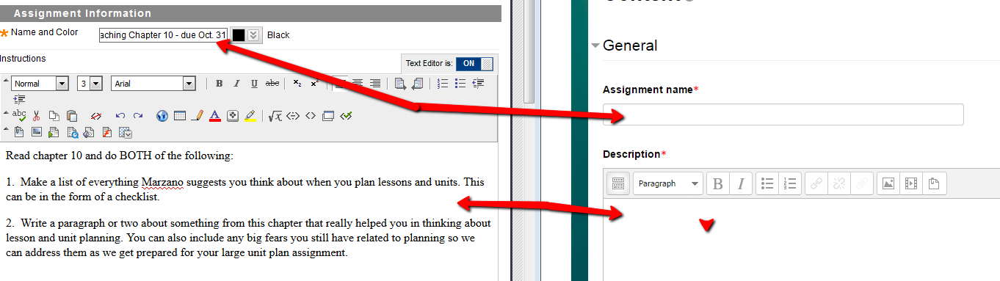 Assignment Information
Name and Color
aching Chapter 10 - due Oct. 31
Black
Instructions
Text Editor is: ON
Normal 3 Arial B I U abc x₂ x²
abc √x <> <>
Read chapter 10 and do BOTH of the following:
1. Make a list of everything Marzano suggests you think about when you plan lessons and units. This
can be in the form of a checklist.
2. Write a paragraph or two about something from this chapter that really helped you in thinking about
lesson and unit planning. You can also include any big fears you still have related to planning so we
can address them as we get prepared for your large unit plan assignment.
General
Assignment name*
Description*
Paragraph B I